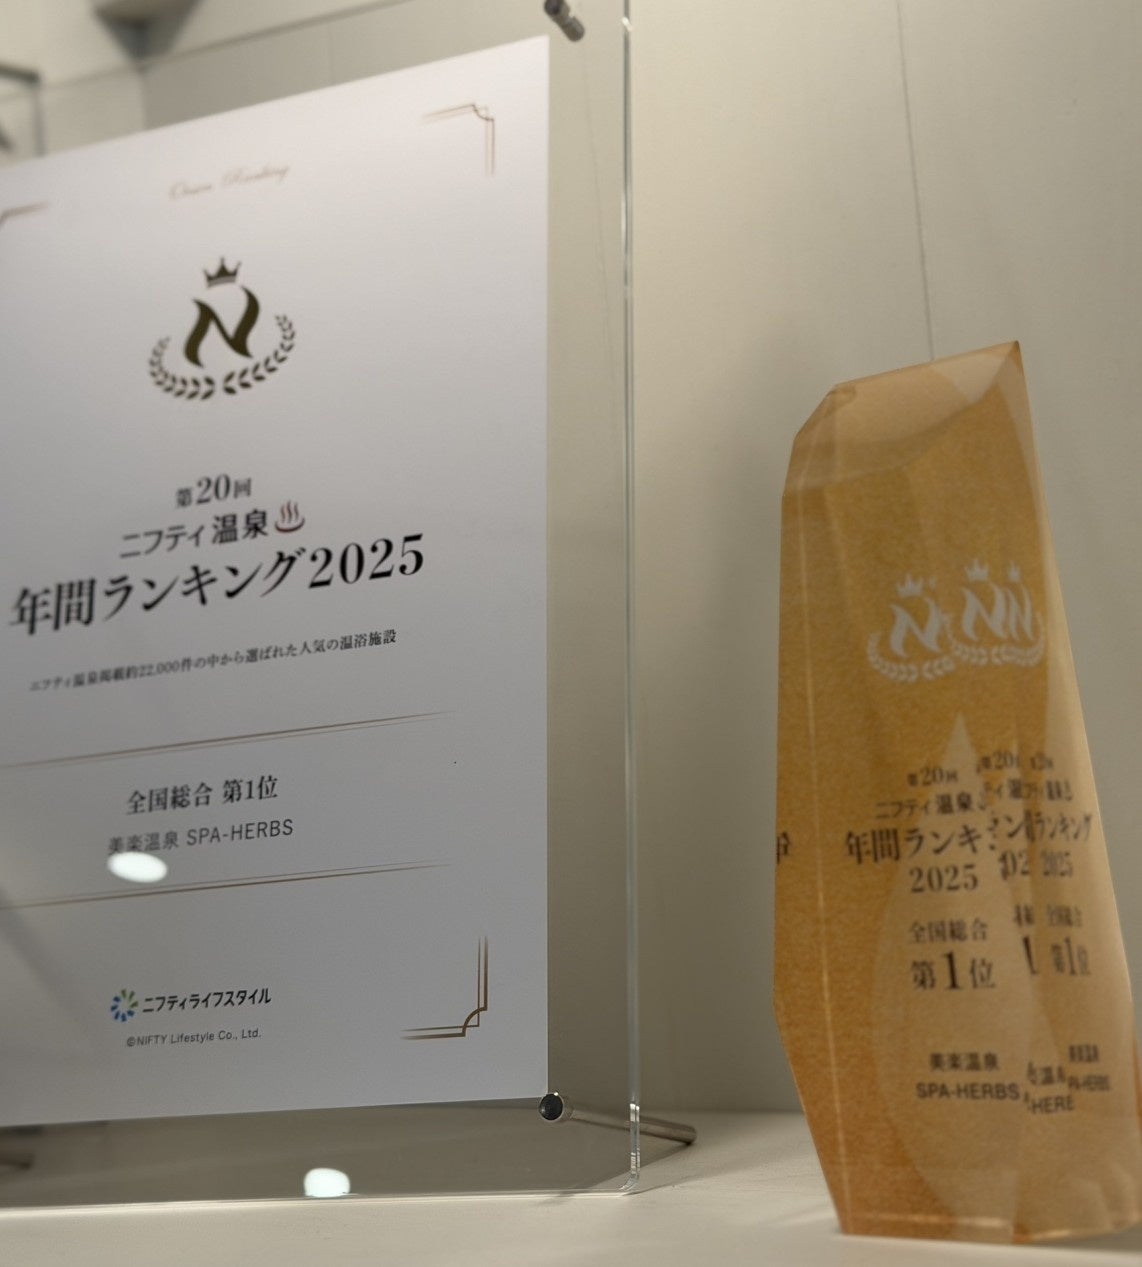 Onsen Ranking
N
第20回
ニフティ温泉
年間ランキング2025
ニフティ温泉掲載約22,000件の中から選ばれた人気の温浴施設
全国総合 第1位
美楽温泉 SPA-HERBS
ニフティライフスタイル
©NIFTY Lifestyle Co., Ltd.
N
第20回
ニフティ温泉
年間ランキング
2025
全国総合
第1位
美楽温泉
SPA-HERBS